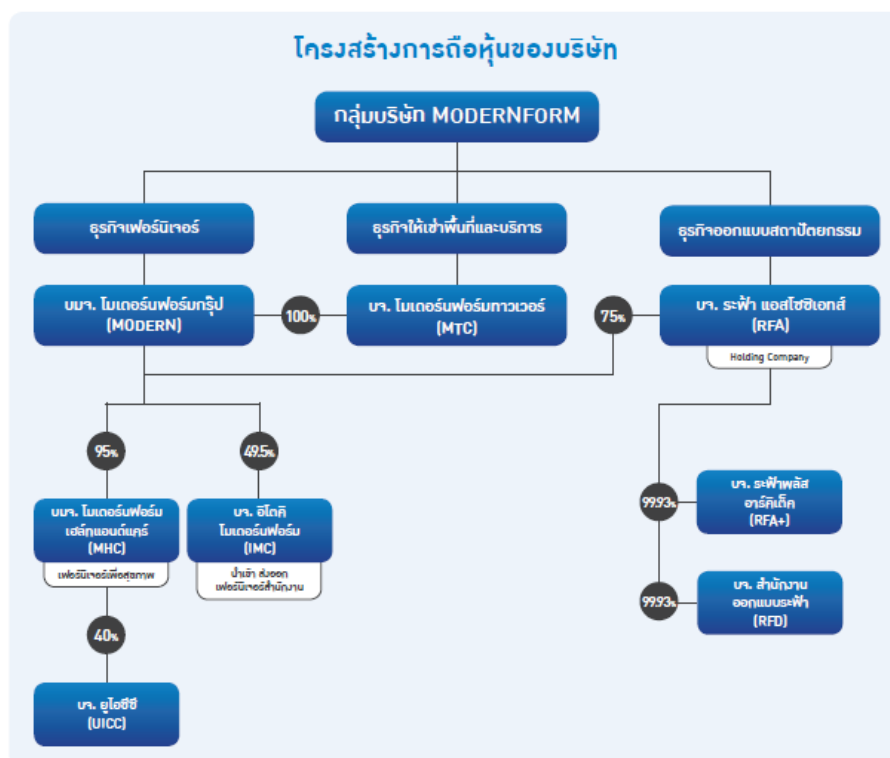 โครงสร้างการถือหุ้นของบริษัท
กลุ่มบริษัท MODERNFORM
ธุรกิจเฟอร์นิเจอร์
ธุรกิจให้เช่าพื้นที่และบริการ
ธุรกิจออกแบบสถาปัตยกรรม
บมจ. โมเดอร์นฟอร์มกรุ๊ป
(MODERN)
100%
บจ. โมเดอร์นฟอร์มทาวเวอร์
(MTC)
75%
บจ. ระฟ้า แอสโซซิเอทส์
(RFA)
Holding Company
95%
49.5%
บมจ. โมเดอร์นฟอร์ม
เฮลท์แอนด์แคร์
(MHC)
เฟอร์นิเจอร์เพื่อสุขภาพ
บจ. อิโตกิ
โมเดอร์นฟอร์ม
(IMC)
นำเข้า ส่งออก
เฟอร์นิเจอร์สำนักงาน
99.93%
บจ. ระฟ้าพลัส
อาร์คิเต็ค
(RFA+)
99.93%
บจ. สำนักงาน
ออกแบบระฟ้า
(RFD)
40%
บจ. ยูไอซีซี
(UICC)